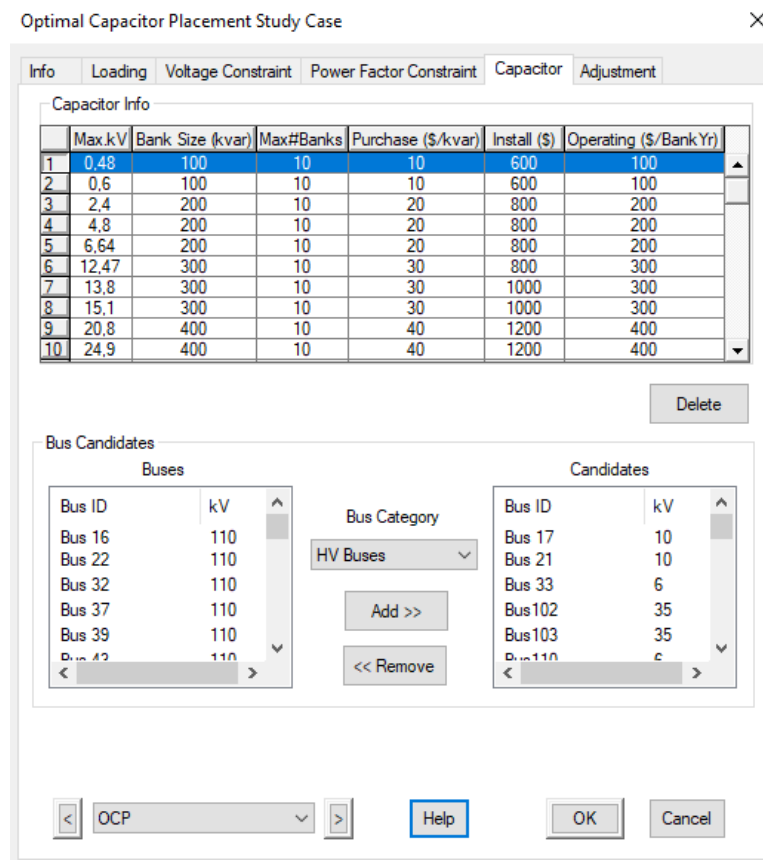 Optimal Capacitor Placement Study Case
Info Loading Voltage Constraint Power Factor Constraint Capacitor Adjustment
Capacitor Info
Max.kV Bank Size (kvar) Max#Banks Purchase ($/kvar) Install ($) Operating ($/BankYr)
1 0,48 100 10 10 600 100
2 0,6 100 10 10 600 100
3 2,4 200 10 20 800 200
4 4,8 200 10 20 800 200
5 6,64 200 10 20 800 200
6 12,47 300 10 30 800 300
7 13,8 300 10 30 1000 300
8 15,1 300 10 30 1000 300
9 20,8 400 10 40 1200 400
10 24,9 400 10 40 1200 400
Delete
Bus Candidates
Buses
Bus ID kV
Bus 16 110
Bus 22 110
Bus 32 110
Bus 37 110
Bus 39 110
Bus 43 110
Bus Category
HV Buses
Add >>
<< Remove
Candidates
Bus ID kV
Bus 17 10
Bus 21 10
Bus 33 6
Bus102 35
Bus103 35
Bus110 6
< OCP > Help OK Cancel